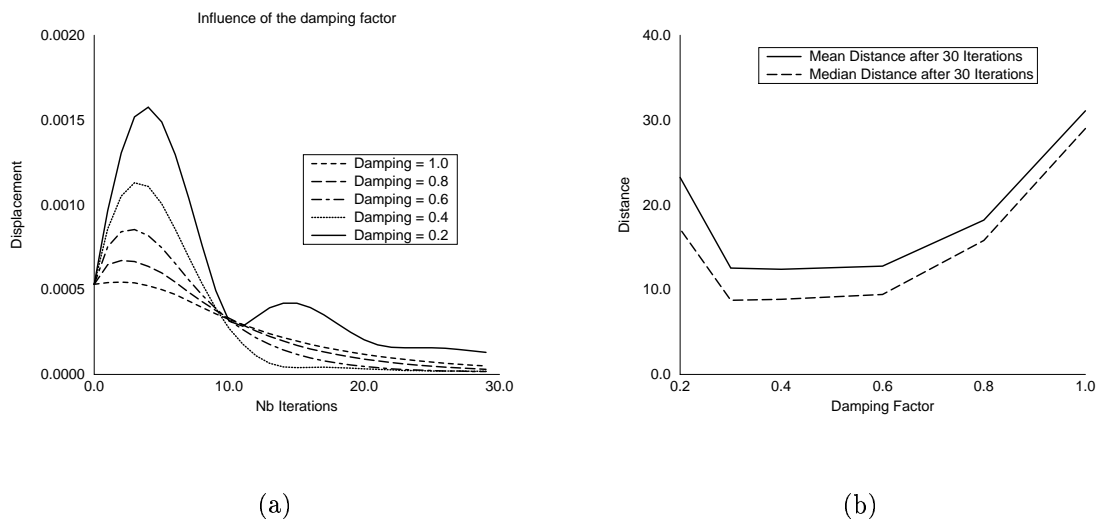 Influence of the damping factor
0.0020
0.0015
0.0010
0.0005
0.0000
Displacement
Damping = 1.0
Damping = 0.8
Damping = 0.6
Damping = 0.4
Damping = 0.2
0.0 10.0 20.0 30.0
Nb Iterations
(a)
40.0
30.0
20.0
10.0
0.0
Distance
Mean Distance after 30 Iterations
Median Distance after 30 Iterations
0.2 0.4 0.6 0.8 1.0
Damping Factor
(b)